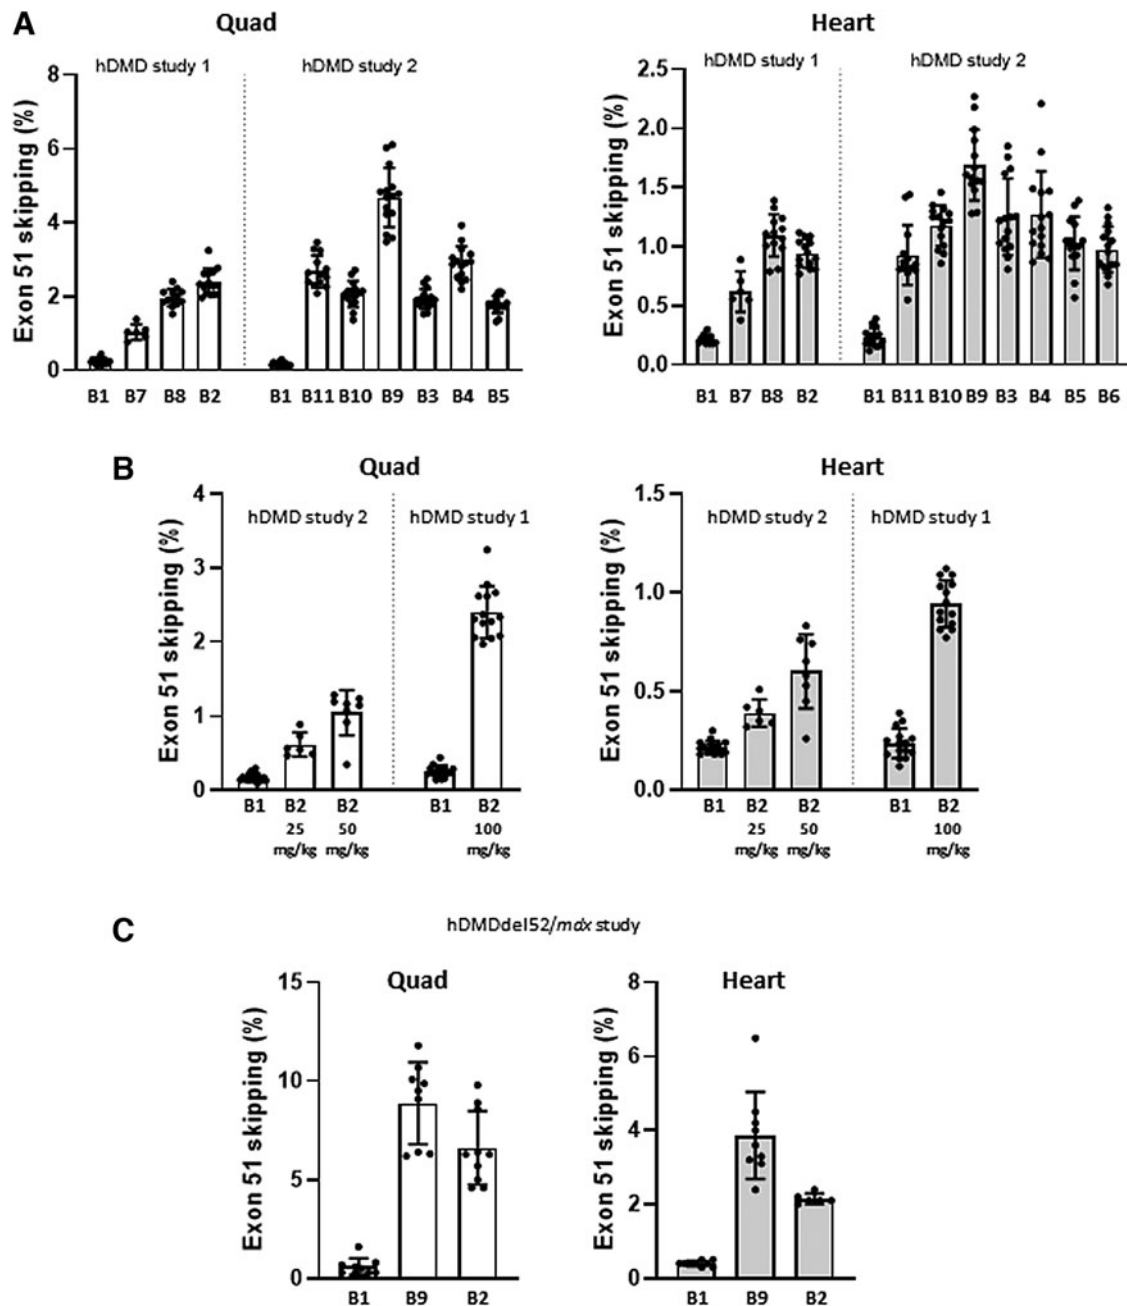 A
Quad
Heart
hDMD study 1
hDMD study 2
hDMD study 1
hDMD study 2
Exon 51 skipping (%)
8
6
4
2
0
B1 B7 B8 B2 B1 B11 B10 B9 B3 B4 B5
Exon 51 skipping (%)
2.5
2.0
1.5
1.0
0.5
0.0
B1 B7 B8 B2 B1 B11 B10 B9 B3 B4 B5 B6
B
Quad
Heart
hDMD study 2
hDMD study 1
hDMD study 2
hDMD study 1
Exon 51 skipping (%)
4
3
2
1
0
B1 B2 B2 B1 B2
25 50 100
mg/kg mg/kg mg/kg
Exon 51 skipping (%)
1.5
1.0
0.5
0.0
B1 B2 B2 B1 B2
25 50 100
mg/kg mg/kg mg/kg
C
hDMDdel52/mdx study
Quad
Heart
Exon 51 skipping (%)
15
10
5
0
B1 B9 B2
Exon 51 skipping (%)
8
6
4
2
0
B1 B9 B2